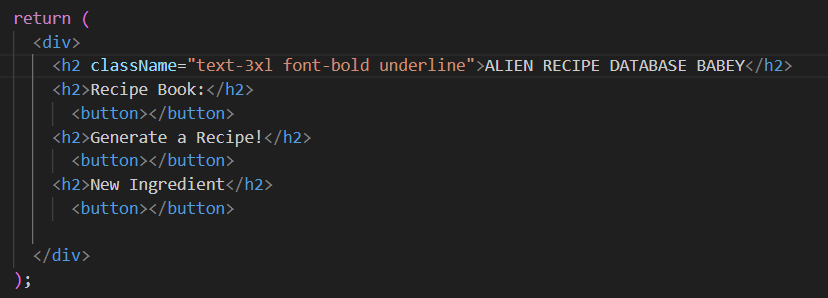 return (
<div>
<h2 className="text-3xl font-bold underline">ALIEN RECIPE DATABASE BABEY</h2>
<h2>Recipe Book:</h2>
<button></button>
<h2>Generate a Recipe!</h2>
<button></button>
<h2>New Ingredient</h2>
<button></button>
</div>
);